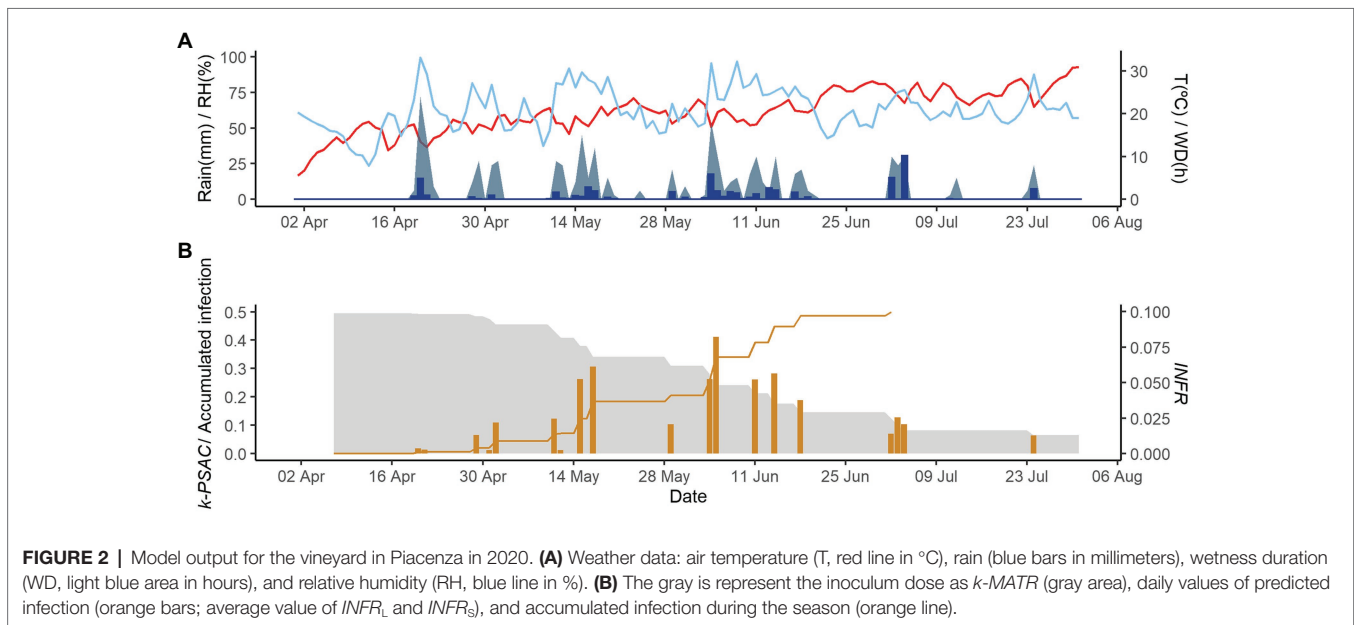 A
Rain(mm) / RH(%)
100
75
50
25
0
30
20
10
0
T(°C) / WD(h)
02 Apr 16 Apr 30 Apr 14 May 28 May 11 Jun 25 Jun 09 Jul 23 Jul 06 Aug
B
k-PSAC/ Accumulated infection
0.5
0.4
0.3
0.2
0.1
0.0
0.100
0.075
0.050
0.025
0.000
INFR
02 Apr 16 Apr 30 Apr 14 May 28 May 11 Jun 25 Jun 09 Jul 23 Jul 06 Aug
Date
FIGURE 2 | Model output for the vineyard in Piacenza in 2020. (A) Weather data: air temperature (T, red line in °C), rain (blue bars in millimeters), wetness duration
(WD, light blue area in hours), and relative humidity (RH, blue line in %). (B) The gray is represent the inoculum dose as k-MATR (gray area), daily values of predicted
infection (orange bars; average value of INFRL and INFRS), and accumulated infection during the season (orange line).